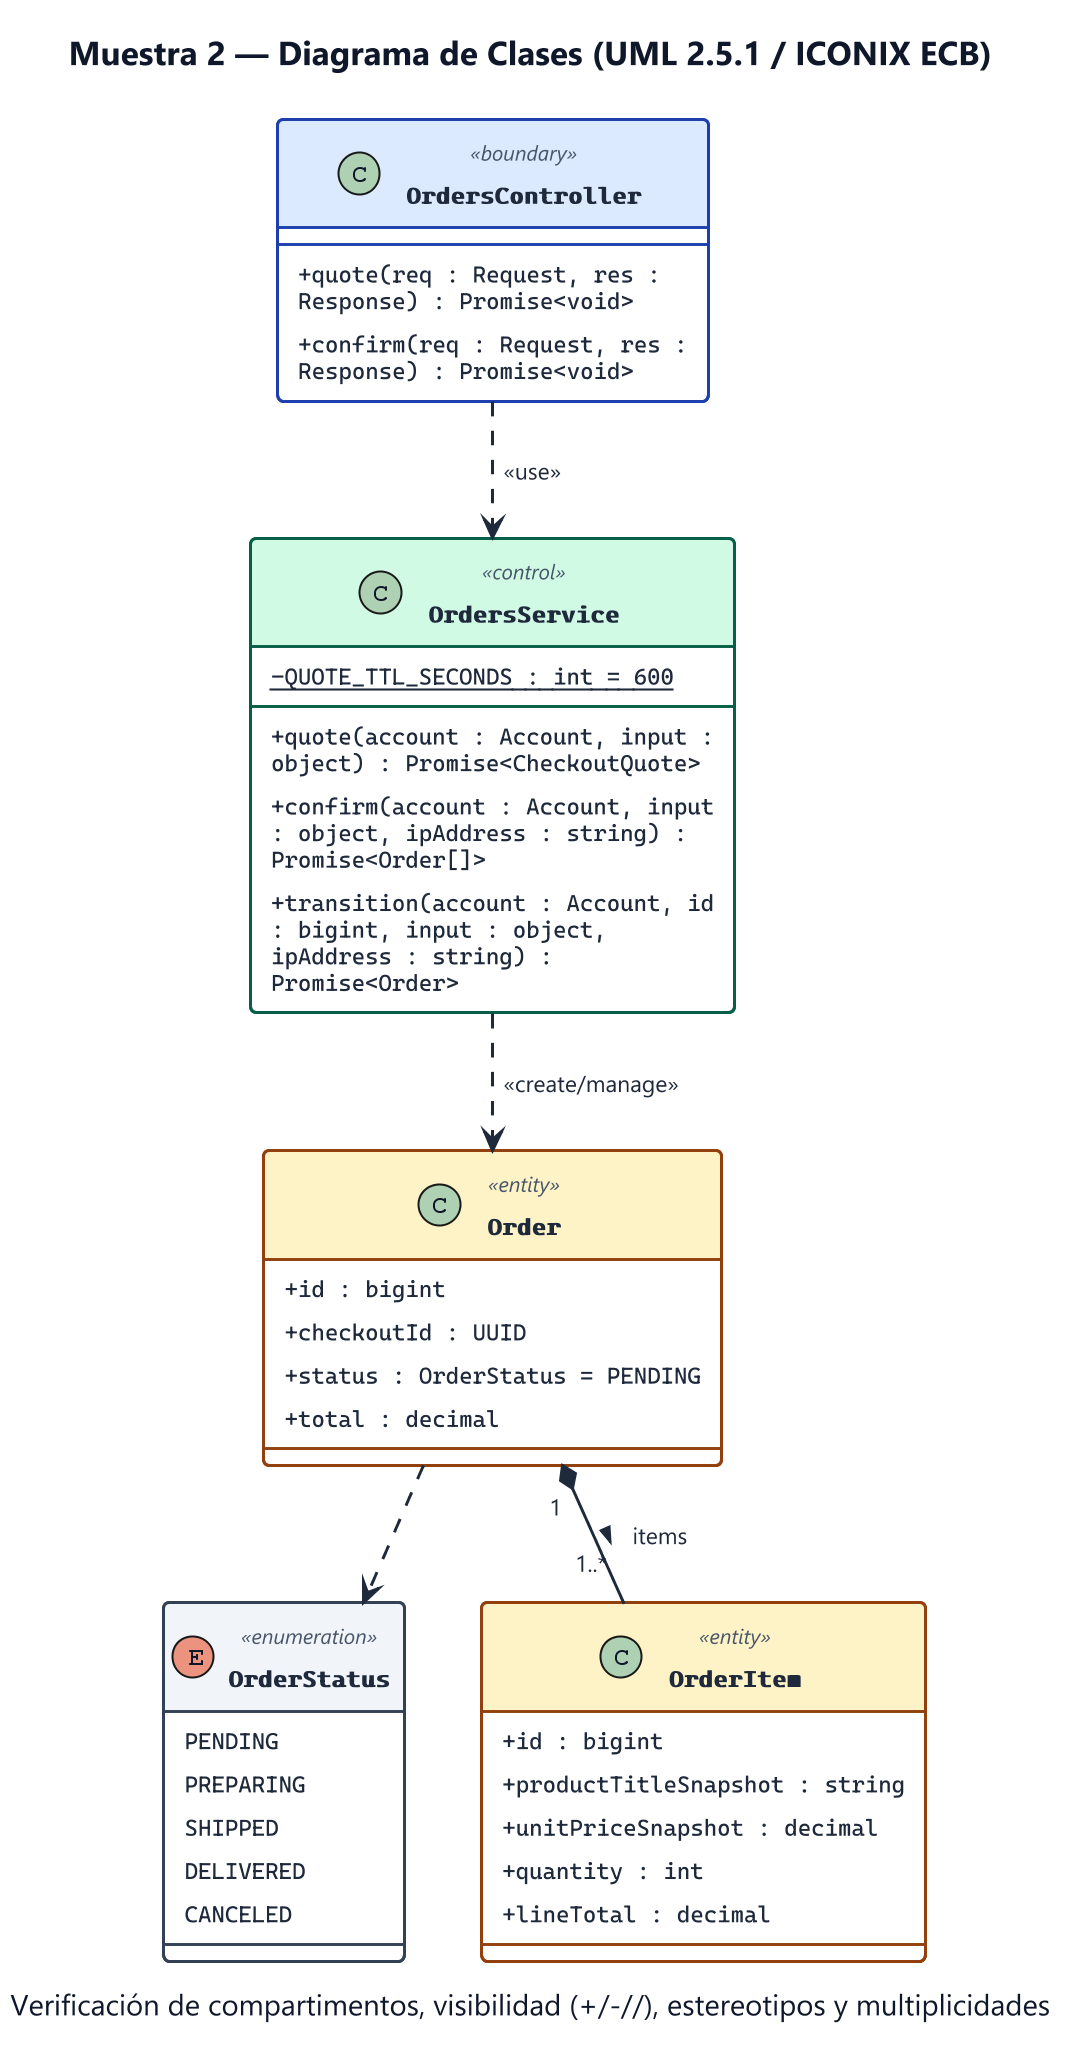 Muestra 2 — Diagrama de Clases (UML 2.5.1 / ICONIX ECB)
«boundary»
C
OrdersController
+quote(req : Request, res :
Response) : Promise<void>
+confirm(req : Request, res :
Response) : Promise<void>
«use»
«control»
C
OrdersService
-QUOTE_TTL_SECONDS : int = 600
+quote(account : Account, input :
object) : Promise<CheckoutQuote>
+confirm(account : Account, input
: object, ipAddress : string) :
Promise<Order[]>
+transition(account : Account, id
: bigint, input : object,
ipAddress : string) :
Promise<Order>
«create/manage»
«entity»
C
Order
+id : bigint
+checkoutId : UUID
+status : OrderStatus = PENDING
+total : decimal
1
items
1..*
«enumeration»
E
OrderStatus
PENDING
PREPARING
SHIPPED
DELIVERED
CANCELED
«entity»
C
OrderItem
+id : bigint
+productTitleSnapshot : string
+unitPriceSnapshot : decimal
+quantity : int
+lineTotal : decimal
Verificación de compartimentos, visibilidad (+/-//), estereotipos y multiplicidades